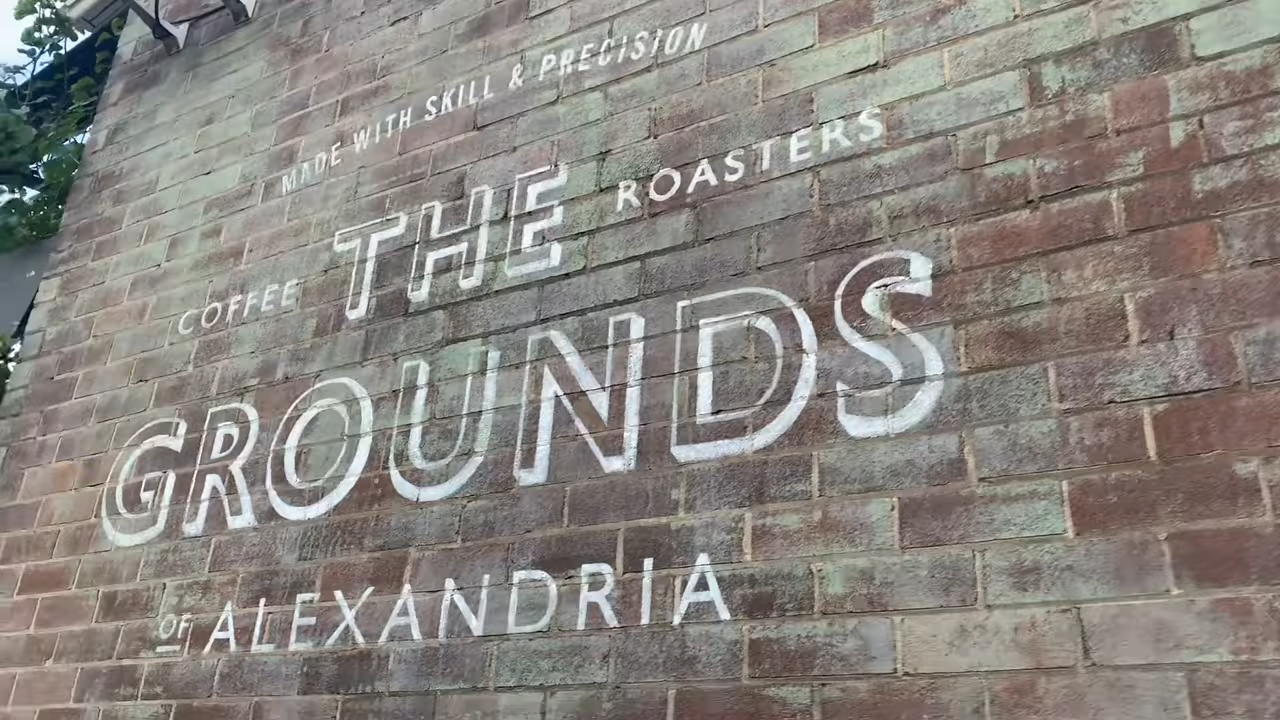 MADE WITH SKILL & PRECISION
COFFEE THE ROASTERS
GROUNDS
OF ALEXANDRIA